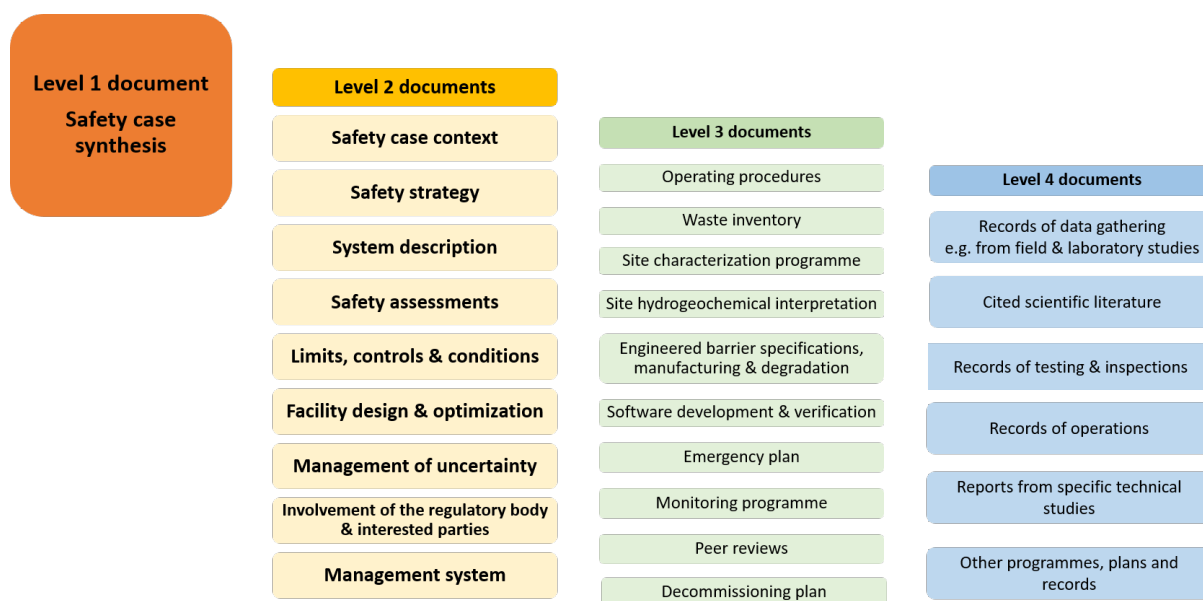 Level 1 document
Safety case
synthesis
Level 2 documents
Safety case context
Safety strategy
System description
Safety assessments
Limits, controls & conditions
Facility design & optimization
Management of uncertainty
Involvement of the regulatory body
& interested parties
Management system
Level 3 documents
Operating procedures
Waste inventory
Site characterization programme
Site hydrogeochemical interpretation
Engineered barrier specifications,
manufacturing & degradation
Software development & verification
Emergency plan
Monitoring programme
Peer reviews
Decommissioning plan
Level 4 documents
Records of data gathering
e.g. from field & laboratory studies
Cited scientific literature
Records of testing & inspections
Records of operations
Reports from specific technical
studies
Other programmes, plans and
records